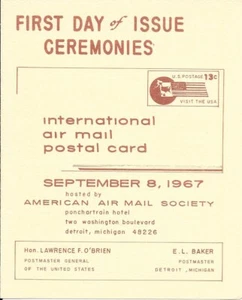 FIRST DAY of ISSUE
CEREMONIES
U.S. POSTAGE 13c
VISIT THE USA
international
air mail
postal card
SEPTEMBER 8, 1967
hosted by
AMERICAN AIR MAIL SOCIETY
ponchartrain hotel
two washington boulevard
detroit, michigan 48226
Hon. LAWRENCE F. O'BRIEN
POSTMASTER GENERAL
OF THE UNITED STATES
E. L. BAKER
POSTMASTER
DETROIT, MICHIGAN